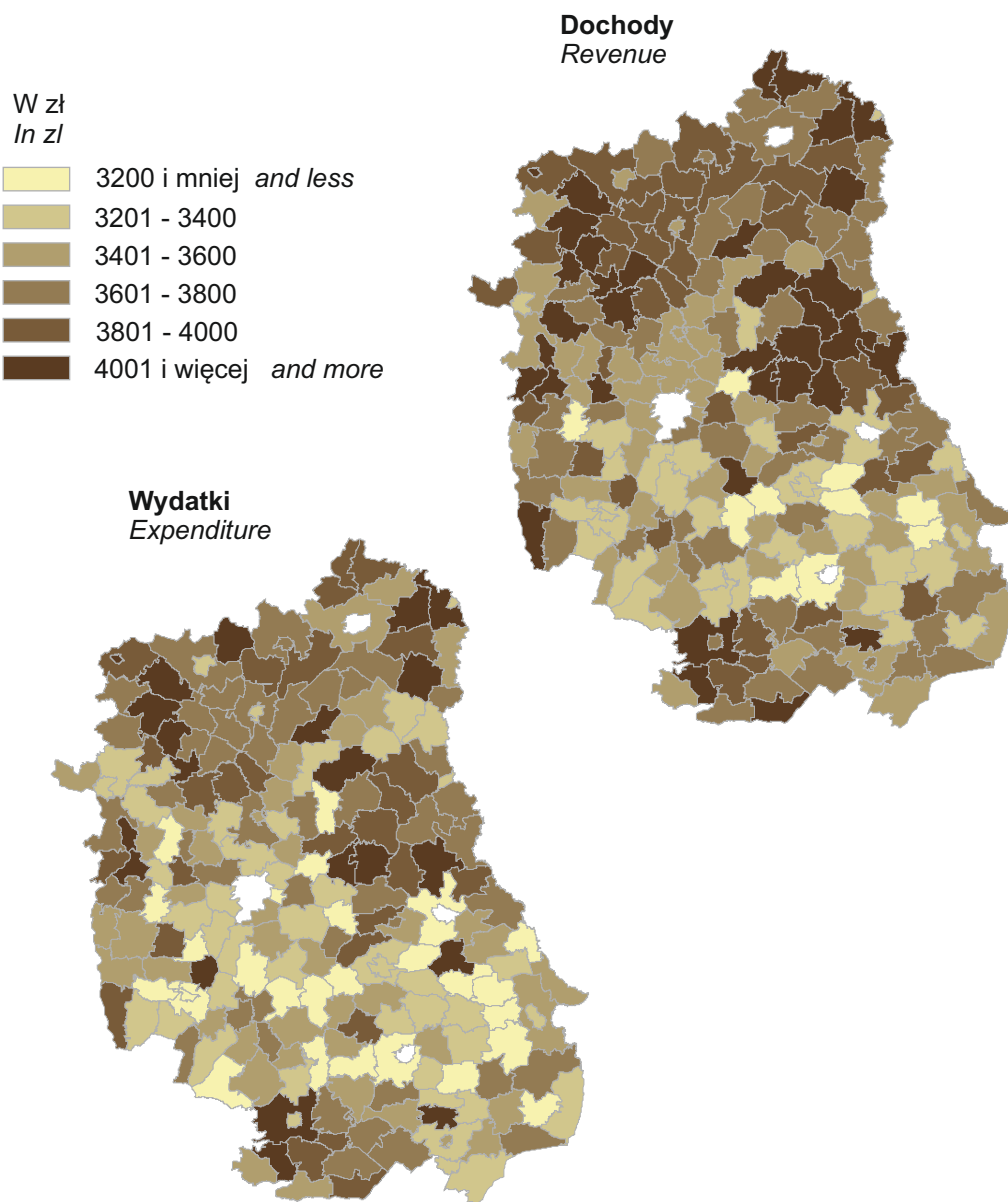 Dochody
Revenue
W zł
In zl
3200 i mniej and less
3201 - 3400
3401 - 3600
3601 - 3800
3801 - 4000
4001 i więcej and more
Wydatki
Expenditure